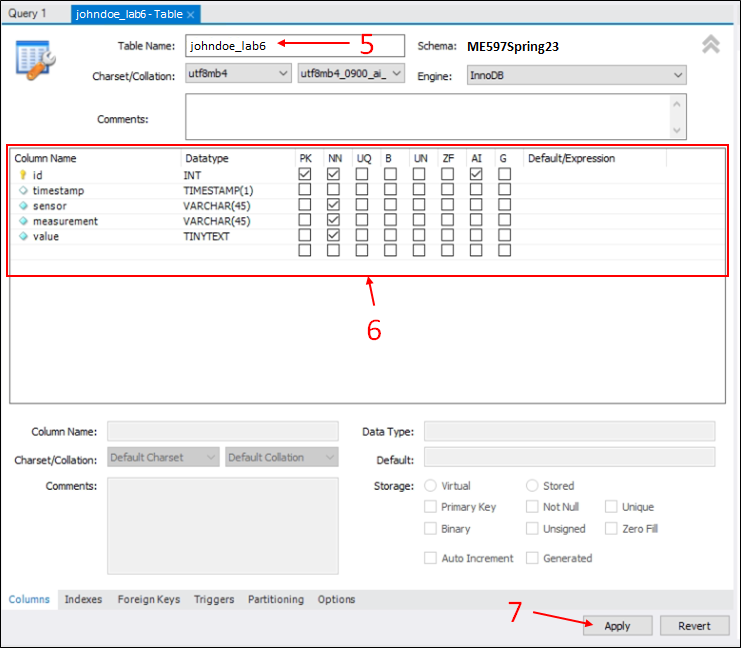 Query 1 johndoe_lab6 - Table ×
Table Name: johndoe_lab6 5 Schema: ME597Spring23
Charset/Collation: utf8mb4 utf8mb4_0900_ai_ Engine: InnoDB
Comments:
Column Name Datatype PK NN UQ B UN ZF AI G Default/Expression
id INT
timestamp TIMESTAMP(1)
sensor VARCHAR(45)
measurement VARCHAR(45)
value TINYTEXT
6
Column Name: Data Type:
Charset/Collation: Default Charset Default Collation Default:
Comments: Storage: Virtual Stored
Primary Key Not Null Unique
Binary Unsigned Zero Fill
Auto Increment Generated
Columns Indexes Foreign Keys Triggers Partitioning Options
7 Apply Revert